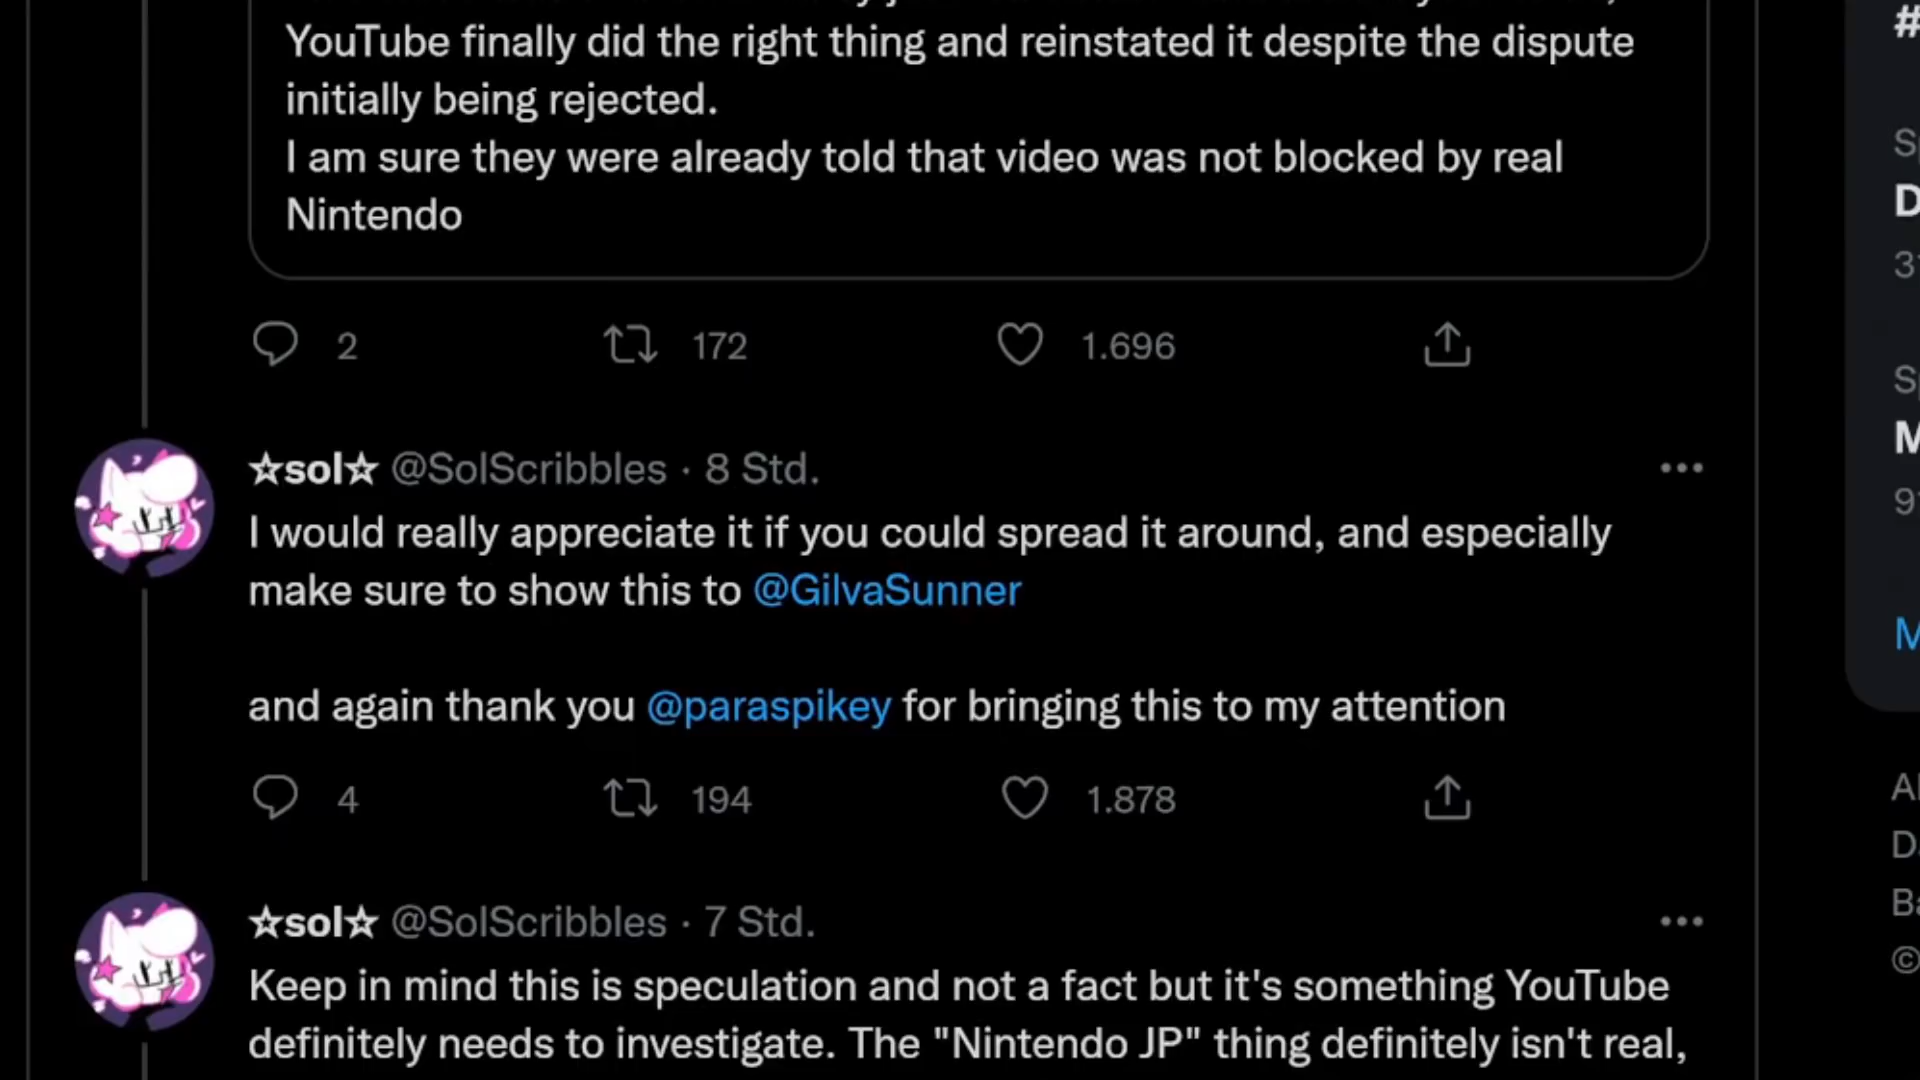 YouTube finally did the right thing and reinstated it despite the dispute
initially being rejected.
I am sure they were already told that video was not blocked by real
Nintendo
2 172 1.696
☆sol☆ @SolScribbles · 8 Std.
I would really appreciate it if you could spread it around, and especially
make sure to show this to @GilvaSunner
and again thank you @paraspikey for bringing this to my attention
4 194 1.878
☆sol☆ @SolScribbles · 7 Std.
Keep in mind this is speculation and not a fact but it's something YouTube
definitely needs to investigate. The "Nintendo JP" thing definitely isn't real,